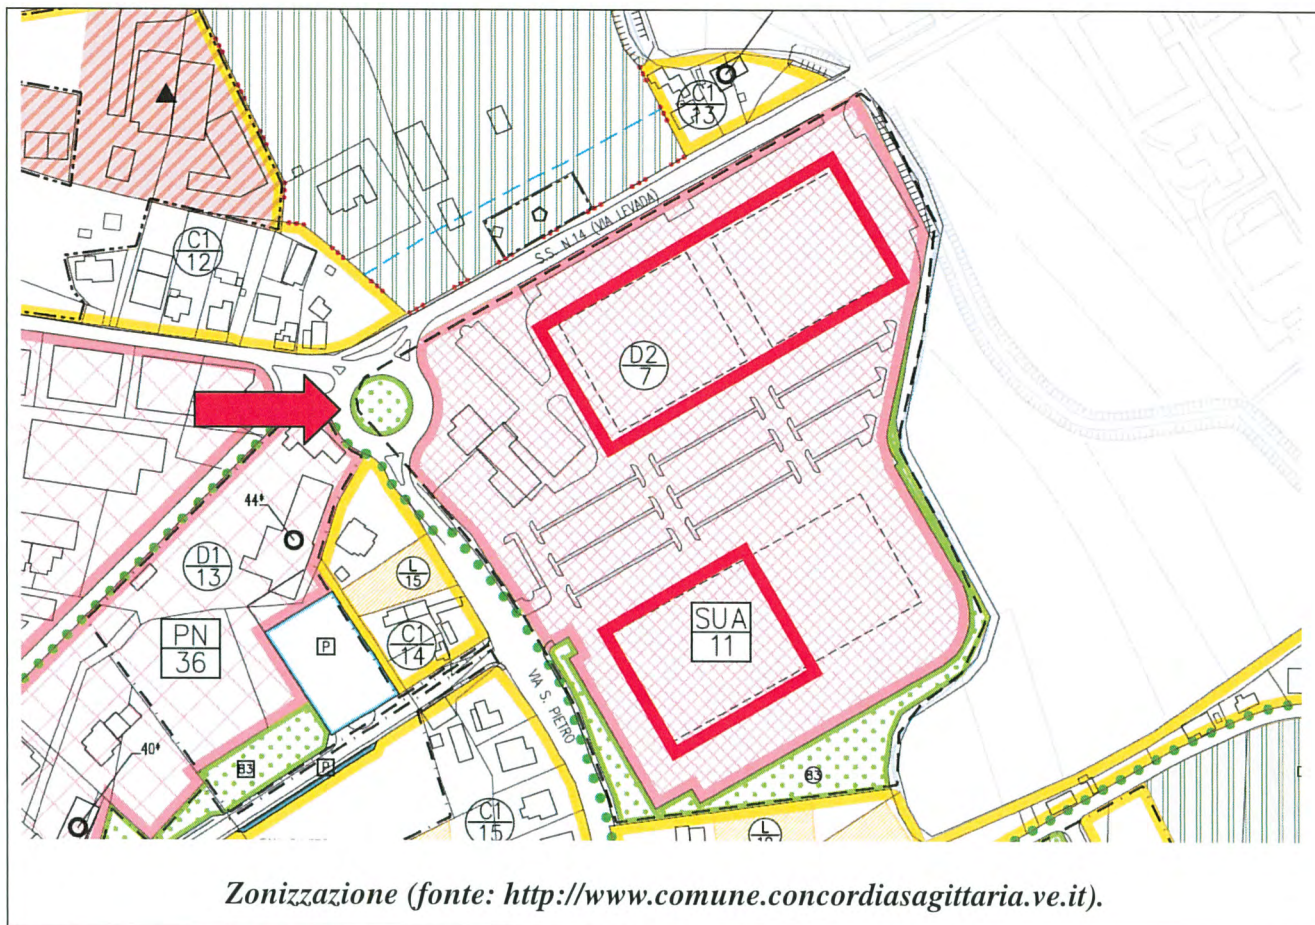 C1
13
C1
12
S.S. N.14 (VIA LEVADA)
D2
7
44*
D1
13
L
15
PN
36
P
C1
14
SUA
11
VIA S. PIETRO
40*
B3
P
B3
C1
15
L
Zonizzazione (fonte: http://www.comune.concordiasagittaria.ve.it).